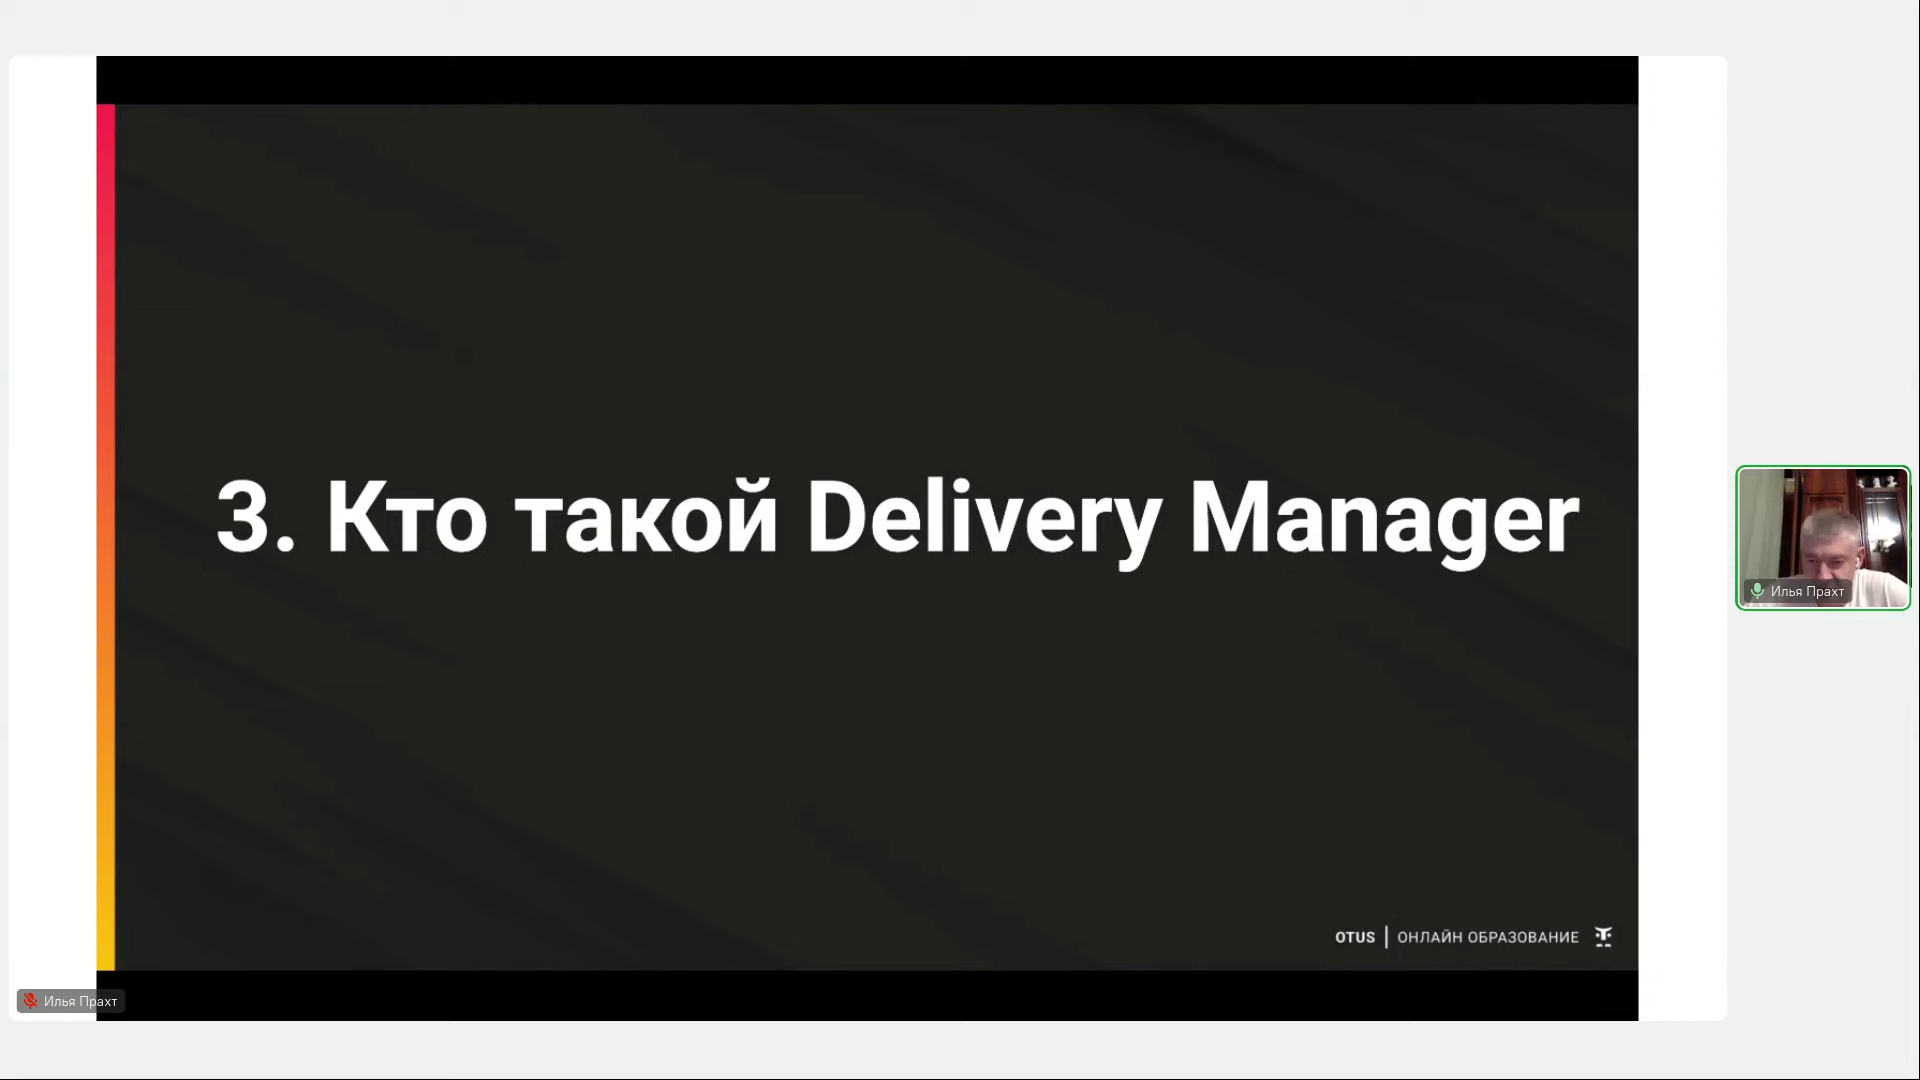 3. Кто такой Delivery Manager
Илья Прахт
OTUS | ОНЛАЙН ОБРАЗОВАНИЕ
Илья Прахт